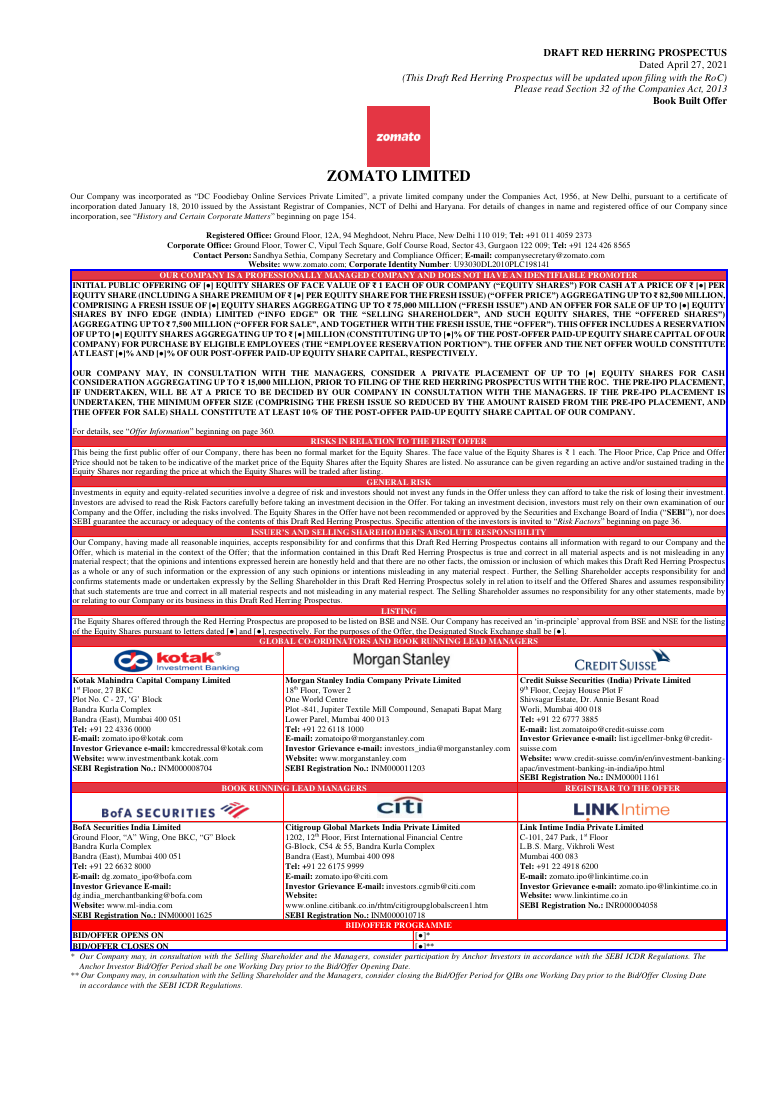 DRAFT RED HERRING PROSPECTUS
Dated April 27, 2021
(This Draft Red Herring Prospectus will be updated upon filing with the RoC)
Please read Section 32 of the Companies Act, 2013
Book Built Offer
zomato
ZOMATO LIMITED
Our Company was incorporated as “DC Foodiebay Online Services Private Limited”, a private limited company under the Companies Act, 1956, at New Delhi, pursuant to a certificate of
incorporation dated January 18, 2010 issued by the Assistant Registrar of Companies, NCT of Delhi and Haryana. For details of changes in name and registered office of our Company since
incorporation, see “History and Certain Corporate Matters” beginning on page 154.
Registered Office: Ground Floor, 12A, 94 Meghdoot, Nehru Place, New Delhi 110 019; Tel: +91 011 4059 2373
Corporate Office: Ground Floor, Tower C, Vipul Tech Square, Golf Course Road, Sector 43, Gurgaon 122 009; Tel: +91 124 426 8565
Contact Person: Sandhya Sethia, Company Secretary and Compliance Officer; E-mail: companysecretary@zomato.com
Website: www.zomato.com; Corporate Identity Number: U93030DL2010PLC198141
OUR COMPANY IS A PROFESSIONALLY MANAGED COMPANY AND DOES NOT HAVE AN IDENTIFIABLE PROMOTER
INITIAL PUBLIC OFFERING OF [●] EQUITY SHARES OF FACE VALUE OF ₹ 1 EACH OF OUR COMPANY (“EQUITY SHARES”) FOR CASH AT A PRICE OF ₹ [●] PER
EQUITY SHARE (INCLUDING A SHARE PREMIUM OF ₹ [●] PER EQUITY SHARE FOR THE FRESH ISSUE) (“OFFER PRICE”) AGGREGATING UP TO ₹ 82,500 MILLION,
COMPRISING A FRESH ISSUE OF [●] EQUITY SHARES AGGREGATING UP TO ₹ 75,000 MILLION (“FRESH ISSUE”) AND AN OFFER FOR SALE OF UP TO [●] EQUITY
SHARES BY INFO EDGE (INDIA) LIMITED (“INFO EDGE” OR THE “SELLING SHAREHOLDER”, AND SUCH EQUITY SHARES, THE “OFFERED SHARES”)
AGGREGATING UP TO ₹ 7,500 MILLION (“OFFER FOR SALE”, AND TOGETHER WITH THE FRESH ISSUE, THE “OFFER”). THIS OFFER INCLUDES A RESERVATION
OF UP TO [●] EQUITY SHARES AGGREGATING UP TO ₹ [●] MILLION (CONSTITUTING UP TO [●]% OF THE POST-OFFER PAID-UP EQUITY SHARE CAPITAL OF OUR
COMPANY) FOR PURCHASE BY ELIGIBLE EMPLOYEES (THE “EMPLOYEE RESERVATION PORTION”). THE OFFER AND THE NET OFFER WOULD CONSTITUTE
AT LEAST [●]% AND [●]% OF OUR POST-OFFER PAID-UP EQUITY SHARE CAPITAL, RESPECTIVELY.
OUR COMPANY MAY, IN CONSULTATION WITH THE MANAGERS, CONSIDER A PRIVATE PLACEMENT OF UP TO [●] EQUITY SHARES FOR CASH
CONSIDERATION AGGREGATING UP TO ₹ 15,000 MILLION, PRIOR TO FILING OF THE RED HERRING PROSPECTUS WITH THE ROC. THE PRE-IPO PLACEMENT,
IF UNDERTAKEN, WILL BE AT A PRICE TO BE DECIDED BY OUR COMPANY IN CONSULTATION WITH THE MANAGERS. IF THE PRE-IPO PLACEMENT IS
UNDERTAKEN, THE MINIMUM OFFER SIZE (COMPRISING THE FRESH ISSUE SO REDUCED BY THE AMOUNT RAISED FROM THE PRE-IPO PLACEMENT, AND
THE OFFER FOR SALE) SHALL CONSTITUTE AT LEAST 10% OF THE POST-OFFER PAID-UP EQUITY SHARE CAPITAL OF OUR COMPANY.
For details, see “Offer Information” beginning on page 360.
RISKS IN RELATION TO THE FIRST OFFER
This being the first public offer of our Company, there has been no formal market for the Equity Shares. The face value of the Equity Shares is ₹ 1 each. The Floor Price, Cap Price and Offer
Price should not be taken to be indicative of the market price of the Equity Shares after the Equity Shares are listed. No assurance can be given regarding an active and/or sustained trading in the
Equity Shares nor regarding the price at which the Equity Shares will be traded after listing.
GENERAL RISK
Investments in equity and equity-related securities involve a degree of risk and investors should not invest any funds in the Offer unless they can afford to take the risk of losing their investment.
Investors are advised to read the Risk Factors carefully before taking an investment decision in the Offer. For taking an investment decision, investors must rely on their own examination of our
Company and the Offer, including the risks involved. The Equity Shares in the Offer have not been recommended or approved by the Securities and Exchange Board of India (“SEBI”), nor does
SEBI guarantee the accuracy or adequacy of the contents of this Draft Red Herring Prospectus. Specific attention of the investors is invited to “Risk Factors” beginning on page 36.
ISSUER’S AND SELLING SHAREHOLDER’S ABSOLUTE RESPONSIBILITY
Our Company, having made all reasonable inquiries, accepts responsibility for and confirms that this Draft Red Herring Prospectus contains all information with regard to our Company and the
Offer, which is material in the context of the Offer; that the information contained in this Draft Red Herring Prospectus is true and correct in all material aspects and is not misleading in any
material respect; that the opinions and intentions expressed herein are honestly held and that there are no other facts, the omission of which makes this Draft Red Herring Prospectus
as a whole or any of such information or the expression of any such opinions or intentions misleading in any material respect. Further, the Selling Shareholder accepts responsibility for and
confirms statements made or undertaken expressly by the Selling Shareholder in this Draft Red Herring Prospectus solely in relation to itself and the Offered Shares and assumes responsibility
that such statements are true and correct in all material respects and not misleading in any material respect. The Selling Shareholder assumes no responsibility for any other statements, made by
or relating to our Company or its business in this Draft Red Herring Prospectus.
LISTING
The Equity Shares offered through the Red Herring Prospectus are proposed to be listed on BSE and NSE. Our Company has received an ‘in-principle’ approval from BSE and NSE for the listing
of the Equity Shares pursuant to letters dated [●] and [●], respectively. For the purposes of the Offer, the Designated Stock Exchange shall be [●].
GLOBAL CO-ORDINATORS AND BOOK RUNNING LEAD MANAGERS
kotak
Investment Banking
Kotak Mahindra Capital Company Limited
1st Floor, 27 BKC
Plot No. C - 27, ‘G’ Block
Bandra Kurla Complex
Bandra (East), Mumbai 400 051
Tel: +91 22 4336 0000
E-mail: zomato.ipo@kotak.com
Investor Grievance e-mail: kmccredressal@kotak.com
Website: www.investmentbank.kotak.com
SEBI Registration No.: INM000008704
Morgan Stanley
Morgan Stanley India Company Private Limited
18th Floor, Tower 2
One World Centre
Plot -841, Jupiter Textile Mill Compound, Senapati Bapat Marg
Lower Parel, Mumbai 400 013
Tel: +91 22 6118 1000
E-mail: zomatoipo@morganstanley.com
Investor Grievance e-mail: investors_india@morganstanley.com
Website: www.morganstanley.com
SEBI Registration No.: INM000011203
CREDIT SUISSE
Credit Suisse Securities (India) Private Limited
9th Floor, Ceejay House Plot F
Shivsagar Estate, Dr. Annie Besant Road
Worli, Mumbai 400 018
Tel: +91 22 6777 3885
E-mail: list.zomatoipo@credit-suisse.com
Investor Grievance e-mail: list.igcellmer-bnkg@credit-
suisse.com
Website: www.credit-suisse.com/in/en/investment-banking-
apac/investment-banking-in-india/ipo.html
SEBI Registration No.: INM000011161
BOOK RUNNING LEAD MANAGERS
REGISTRAR TO THE OFFER
BofA SECURITIES
BofA Securities India Limited
Ground Floor, “A” Wing, One BKC, “G” Block
Bandra Kurla Complex
Bandra (East), Mumbai 400 051
Tel: +91 22 6632 8000
E-mail: dg.zomato_ipo@bofa.com
Investor Grievance E-mail:
dg.india_merchantbanking@bofa.com
Website: www.ml-india.com
SEBI Registration No.: INM000011625
citi
Citigroup Global Markets India Private Limited
1202, 12th Floor, First International Financial Centre
G-Block, C54 & 55, Bandra Kurla Complex
Bandra (East), Mumbai 400 098
Tel: +91 22 6175 9999
E-mail: zomato.ipo@citi.com
Investor Grievance e-mail: investors.cgmib@citi.com
Website:
www.online.citibank.co.in/rhtm/citigroupglobalscreen1.htm
SEBI Registration No.: INM000010718
LINKIntime
Link Intime India Private Limited
C-101, 247 Park, 1st Floor
L.B.S. Marg, Vikhroli West
Mumbai 400 083
Tel: +91 22 4918 6200
E-mail: zomato.ipo@linkintime.co.in
Investor Grievance e-mail: zomato.ipo@linkintime.co.in
Website: www.linkintime.co.in
SEBI Registration No.: INR000004058
BID/OFFER PROGRAMME
BID/OFFER OPENS ON [●]*
BID/OFFER CLOSES ON [●]**
* Our Company may, in consultation with the Selling Shareholder and the Managers, consider participation by Anchor Investors in accordance with the SEBI ICDR Regulations. The
Anchor Investor Bid/Offer Period shall be one Working Day prior to the Bid/Offer Opening Date.
** Our Company may, in consultation with the Selling Shareholder and the Managers, consider closing the Bid/Offer Period for QIBs one Working Day prior to the Bid/Offer Closing Date
in accordance with the SEBI ICDR Regulations.